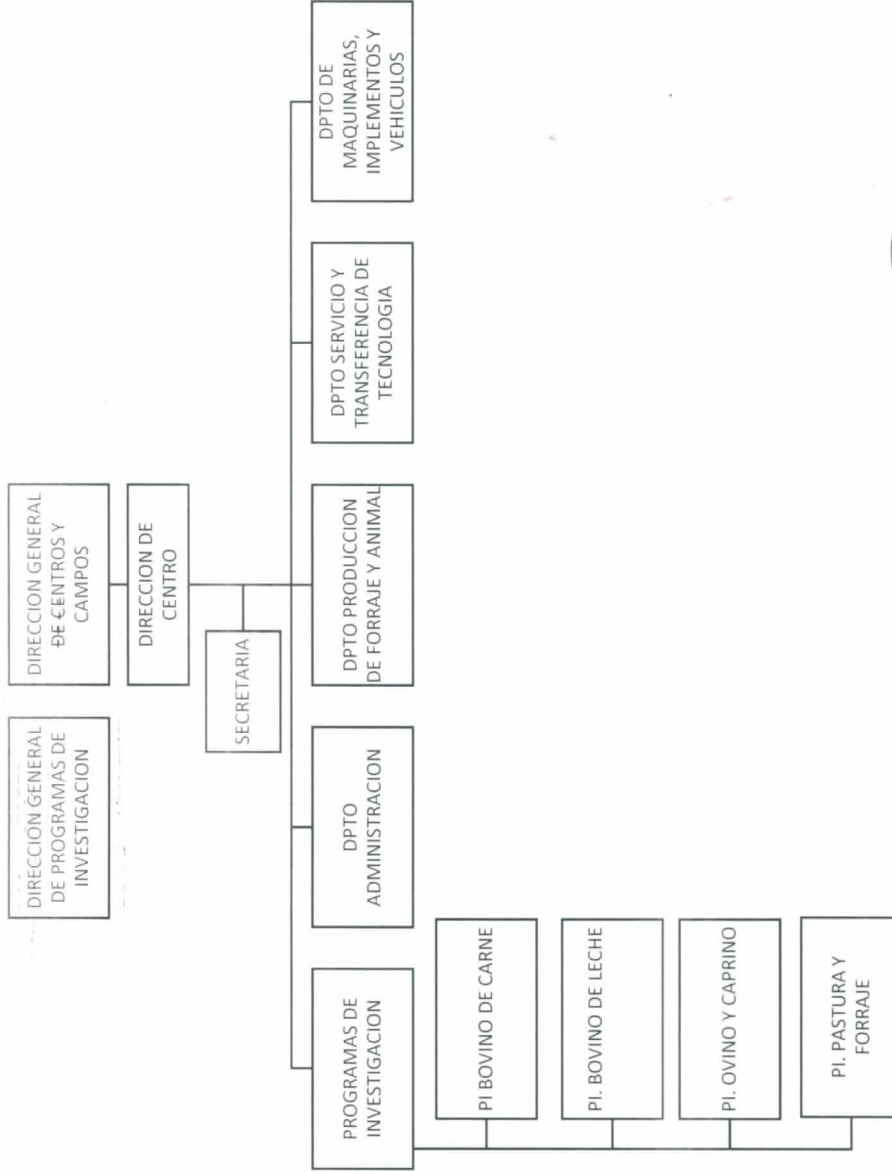 DIRECCIÓN GENERAL
DE PROGRAMAS DE
INVESTIGACION
DIRECCION GENERAL
DE CENTROS Y
CAMPOS
DIRECCION DE
CENTRO
SECRETARIA
PROGRAMAS DE
INVESTIGACION
DPTO
ADMINISTRACION
DPTO PRODUCCION
DE FORRAJE Y ANIMAL
DPTO SERVICIO Y
TRANSFERENCIA DE
TECNOLOGIA
DPTO DE
MAQUINARIAS,
IMPLEMENTOS Y
VEHICULOS
PI BOVINO DE CARNE
PI. BOVINO DE LECHE
PI. OVINO Y CAPRINO
PI. PASTURA Y
FORRAJE